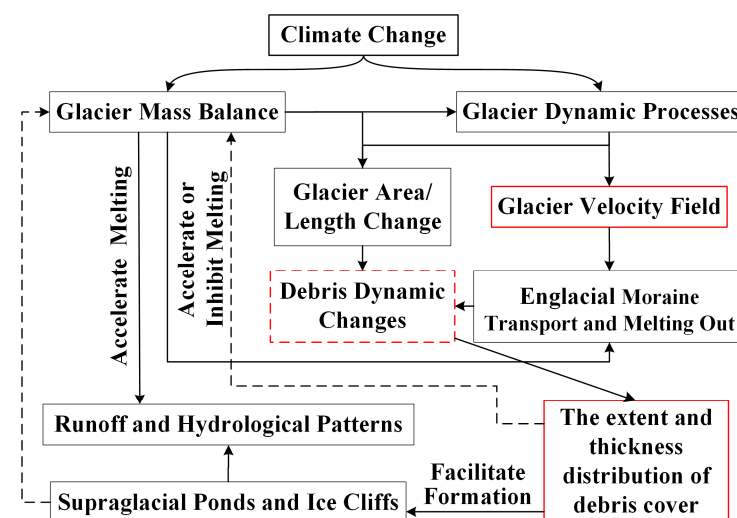 Climate Change
Glacier Mass Balance
Glacier Dynamic Processes
Accelerate Melting
Accelerate or
Inhibit Melting
Glacier Area/
Length Change
Glacier Velocity Field
Debris Dynamic
Changes
Englacial Moraine
Transport and Melting Out
Runoff and Hydrological Patterns
The extent and
thickness
distribution of
debris cover
Facilitate
Formation
Supraglacial Ponds and Ice Cliffs